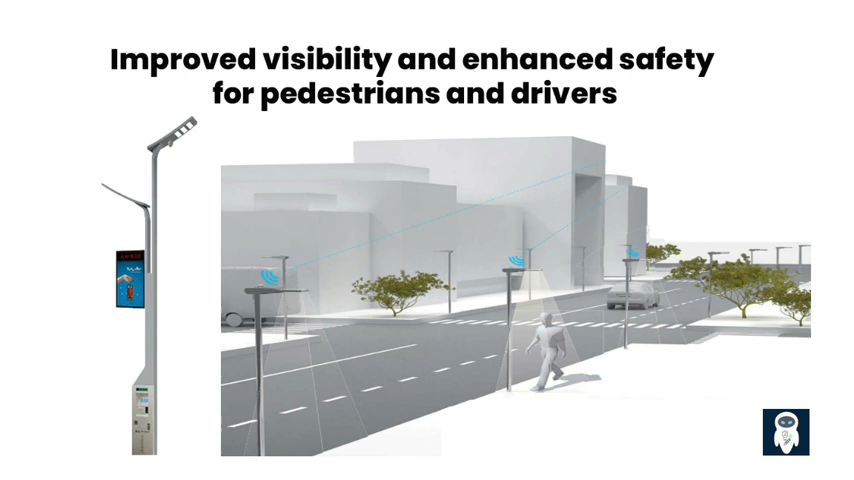 Improved visibility and enhanced safety
for pedestrians and drivers